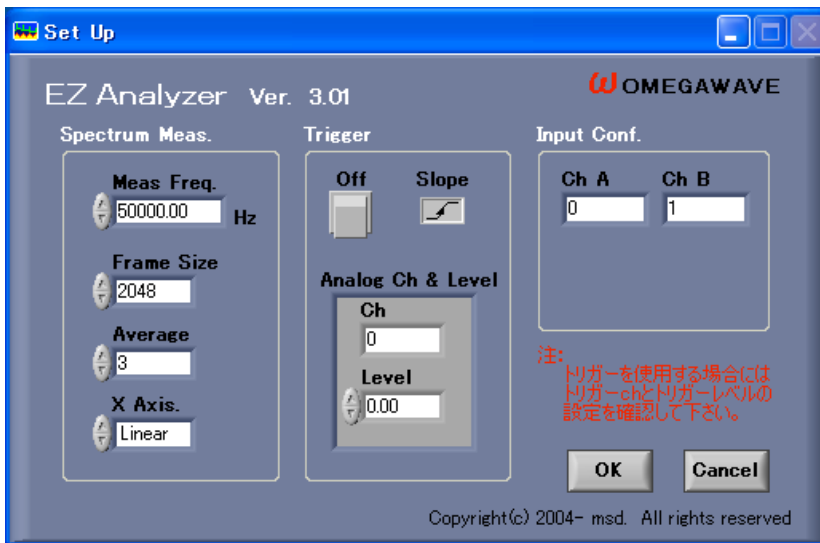 Set Up
EZ Analyzer Ver. 3.01
ω OMEGAWAVE
Spectrum Meas.
Meas Freq.
50000.00 Hz
Frame Size
2048
Average
3
X Axis.
Linear
Trigger
Off
Slope
Analog Ch & Level
Ch
0
Level
0.00
Input Conf.
Ch A
Ch B
0
1
注:
トリガーを使用する場合には
トリガーchとトリガーレベルの
設定を確認して下さい。
OK
Cancel
Copyright(c) 2004- msd. All rights reserved